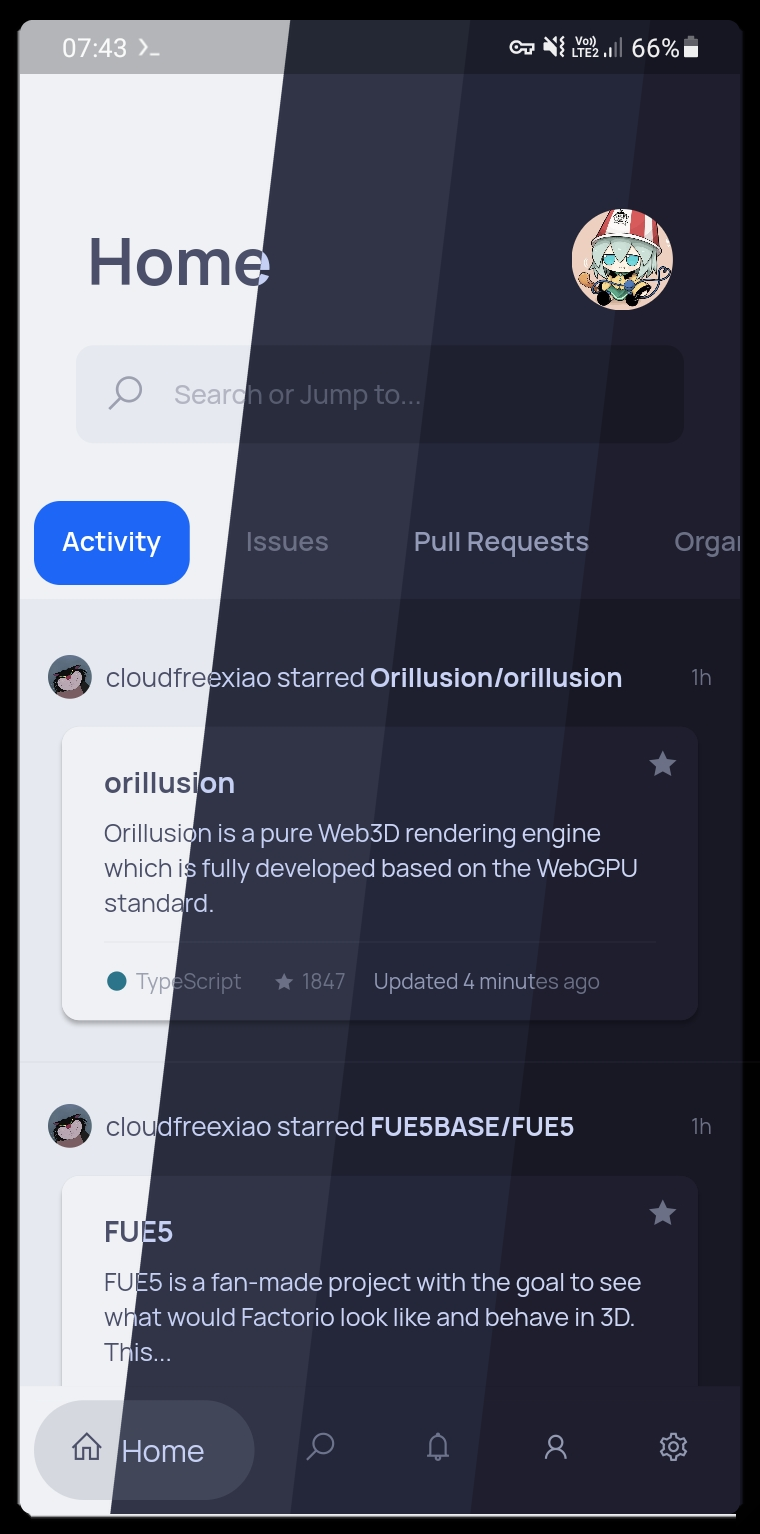 07:43
Vo))
LTE2
66%
Home
Search or Jump to...
Activity
Issues
Pull Requests
Orga
cloudfreexiao starred Orillusion/orillusion
1h
orillusion
Orillusion is a pure Web3D rendering engine
which is fully developed based on the WebGPU
standard.
TypeScript
1847
Updated 4 minutes ago
cloudfreexiao starred FUE5BASE/FUE5
1h
FUE5
FUE5 is a fan-made project with the goal to see
what would Factorio look like and behave in 3D.
This...
Home